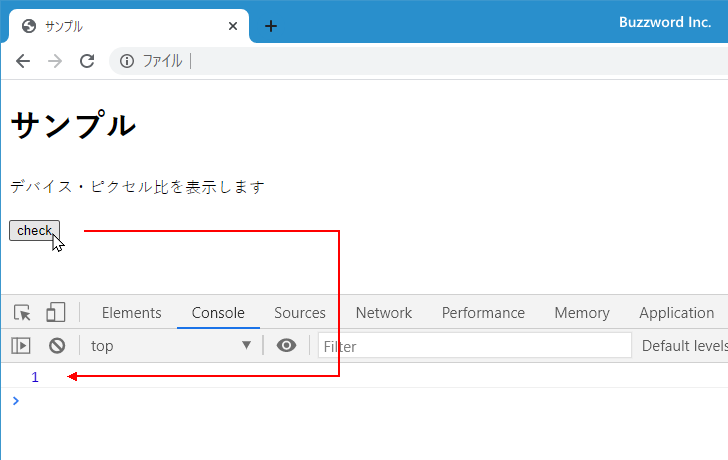 サンプル
Buzzword Inc.
ファイル
サンプル
デバイス・ピクセル比を表示します
check
Elements Console Sources Network Performance Memory Application
top Filter Default levels
1